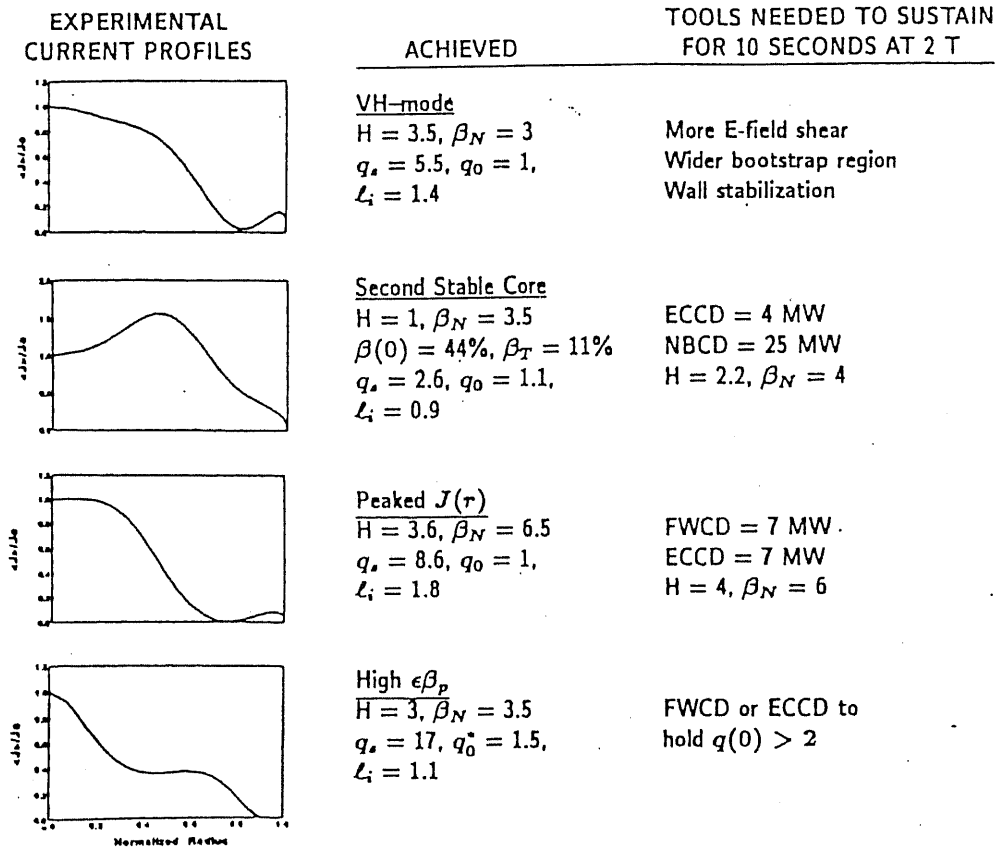 EXPERIMENTAL
CURRENT PROFILES
ACHIEVED
TOOLS NEEDED TO SUSTAIN
FOR 10 SECONDS AT 2 T
VH–mode
H = 3.5, β_N = 3
q_s = 5.5, q_0 = 1,
ℓ_i = 1.4
More E-field shear
Wider bootstrap region
Wall stabilization
Second Stable Core
H = 1, β_N = 3.5
β(0) = 44%, β_T = 11%
q_s = 2.6, q_0 = 1.1,
ℓ_i = 0.9
ECCD = 4 MW
NBCD = 25 MW
H = 2.2, β_N = 4
Peaked J(r)
H = 3.6, β_N = 6.5
q_s = 8.6, q_0 = 1,
ℓ_i = 1.8
FWCD = 7 MW
ECCD = 7 MW
H = 4, β_N = 6
High εβ_p
H = 3, β_N = 3.5
q_s = 17, q_0^* = 1.5,
ℓ_i = 1.1
FWCD or ECCD to
hold q(0) > 2
Normalized Radius